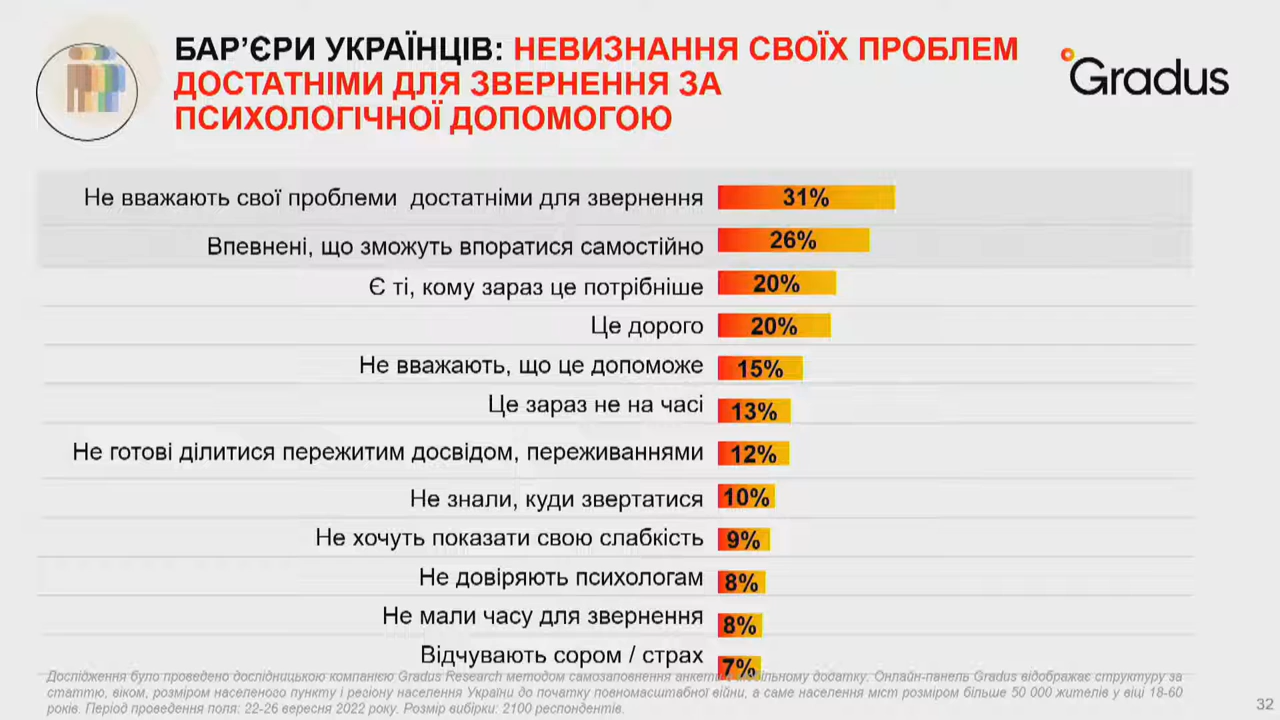 БАР’ЄРИ УКРАЇНЦІВ: НЕВИЗНАННЯ СВОЇХ ПРОБЛЕМ
ДОСТАТНІМИ ДЛЯ ЗВЕРНЕННЯ ЗА
ПСИХОЛОГІЧНОЇ ДОПОМОГОЮ
Gradus
Не вважають свої проблеми достатніми для звернення 31%
Впевнені, що зможуть впоратися самостійно 26%
Є ті, кому зараз це потрібніше 20%
Це дорого 20%
Не вважають, що це допоможе 15%
Це зараз не на часі 13%
Не готові ділитися пережитим досвідом, переживаннями 12%
Не знали, куди звертатися 10%
Не хочуть показати свою слабкість 9%
Не довіряють психологам 8%
Не мали часу для звернення 8%
Відчувають сором / страх 7%
Дослідження було проведено дослідницькою компанією Gradus Research методом самозаповнення анкети мобільному додатку. Онлайн-панель Gradus відображає структуру за
статтю, віком, розміром населеного пункту і регіону населення України до початку повномасштабної війни, а саме населення міст розміром більше 50 000 жителів у віці 18-60
років. Період проведення поля: 22-26 вересня 2022 року. Розмір вибірки: 2100 респондентів.
32